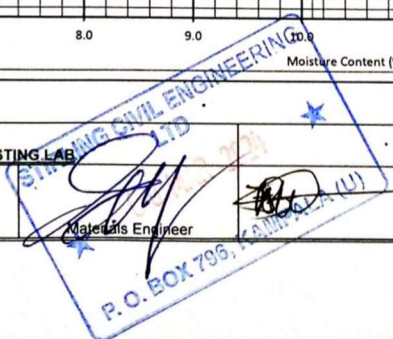 8.0 9.0 10.0
Moisture Content (
STIRLING CIVIL ENGINEERING
LTD
STING LAB
2024
Materials Engineer
P. O. BOX 796, KAMPALA (U)